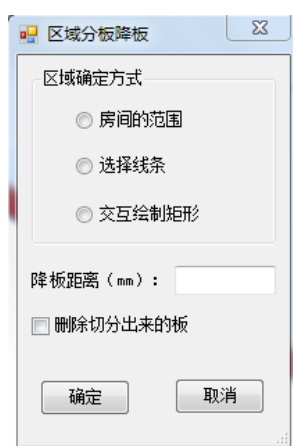 区域分板降板
区域确定方式
房间的范围
选择线条
交互绘制矩形
降板距离（mm）：
删除切分出来的板
确定 取消